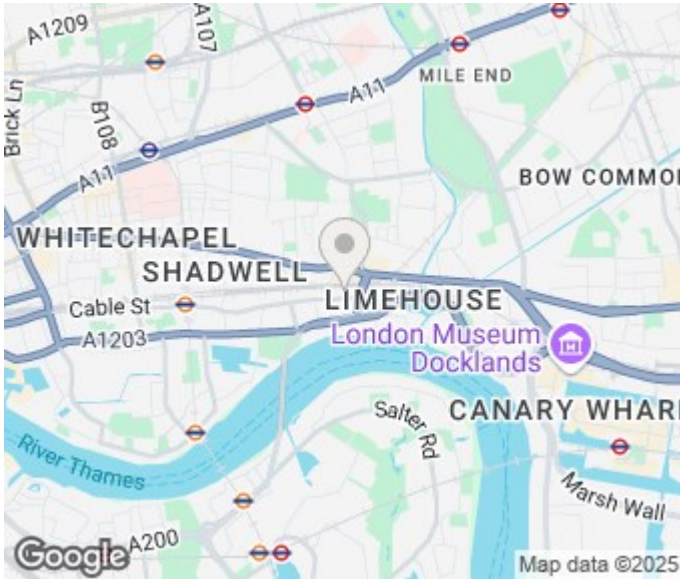 A1209
A107
MILE END
Brick Ln
B108
A11
A11
BOW COMMO
WHITECHAPEL
SHADWELL
Cable St
LIMEHOUSE
A1203
London Museum
Docklands
CANARY WHAR
Salter Rd
River Thames
Marsh Wall
A200
Google
Map data ©2025